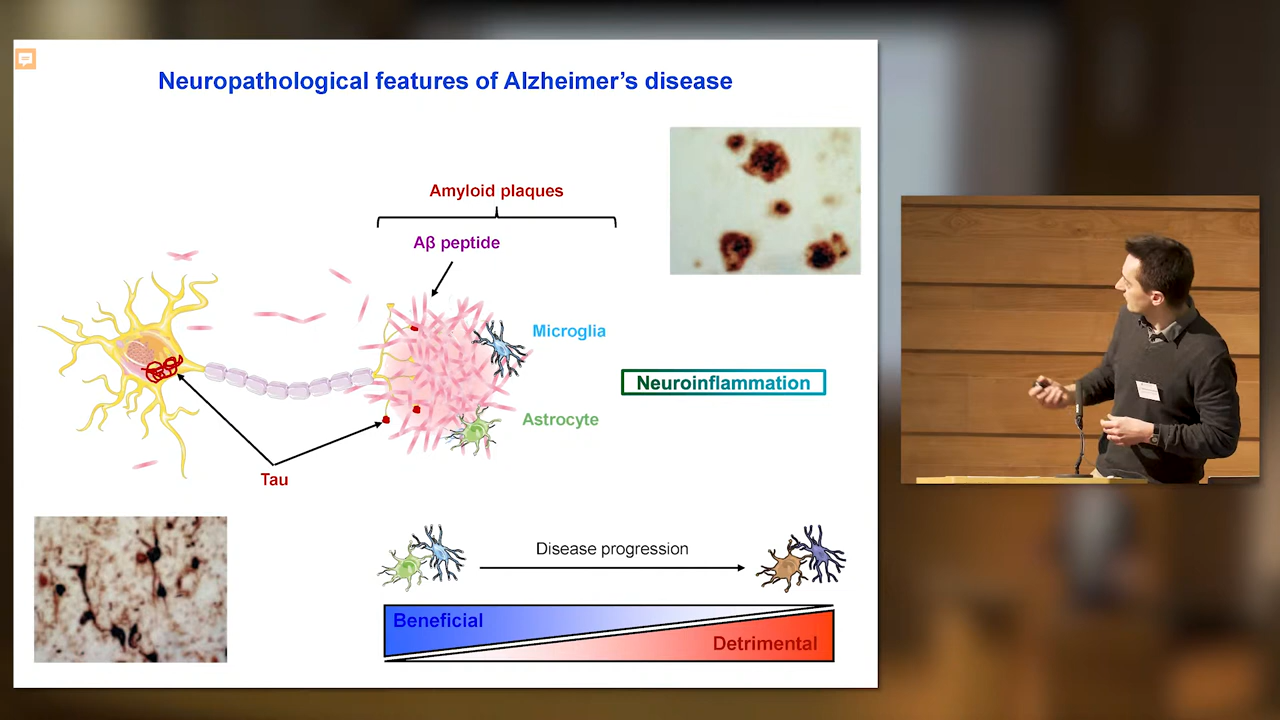 Neuropathological features of Alzheimer's disease
Amyloid plaques
Aβ peptide
Microglia
Neuroinflammation
Astrocyte
Tau
Disease progression
Beneficial
Detrimental